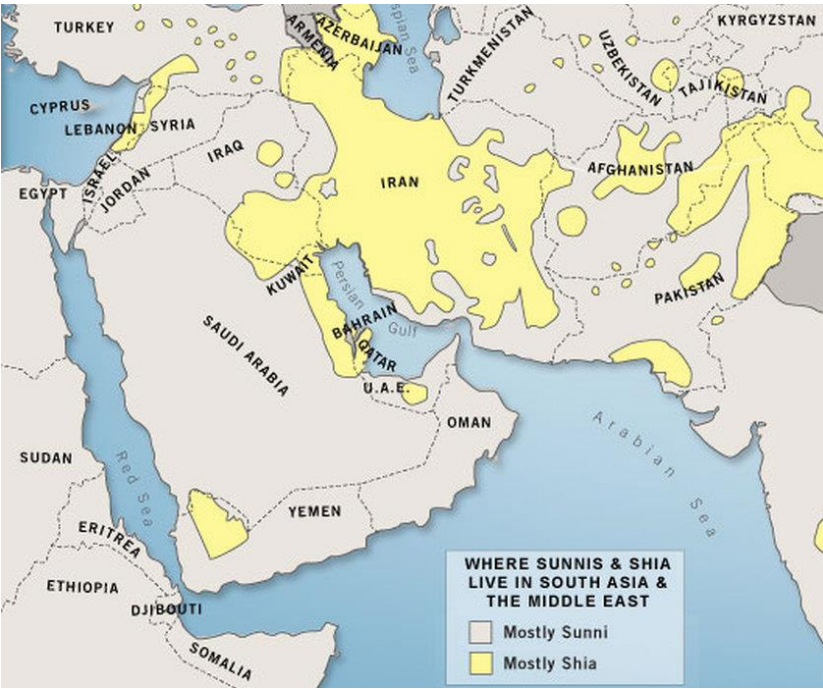 TURKEY
ARMENIA
AZERBAIJAN
spian Sea
TURKMENISTAN
UZBEKISTAN
KYRGYZSTAN
TAJIKISTAN
CYPRUS
LEBANON
SYRIA
ISRAEL
JORDAN
IRAQ
IRAN
AFGHANISTAN
EGYPT
KUWAIT
Persian
Gulf
BAHRAIN
QATAR
PAKISTAN
SAUDI ARABIA
U.A.E.
OMAN
Arabian Sea
SUDAN
Red Sea
YEMEN
ERITREA
ETHIOPIA
DJIBOUTI
SOMALIA
WHERE SUNNIS & SHIA
LIVE IN SOUTH ASIA &
THE MIDDLE EAST
Mostly Sunni
Mostly Shia